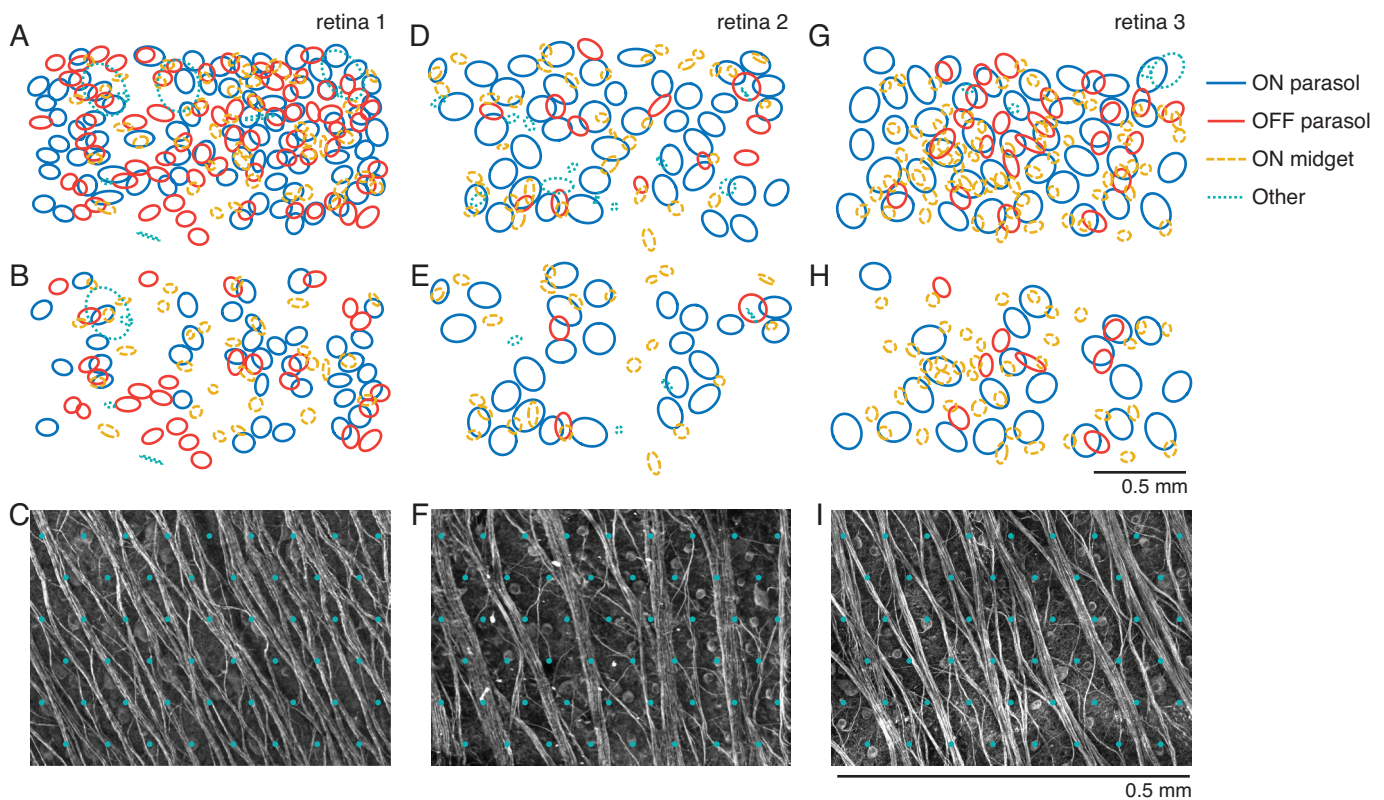 A
retina 1
D
retina 2
G
retina 3
ON parasol
OFF parasol
ON midget
Other
B
E
H
0.5 mm
C
F
I
0.5 mm